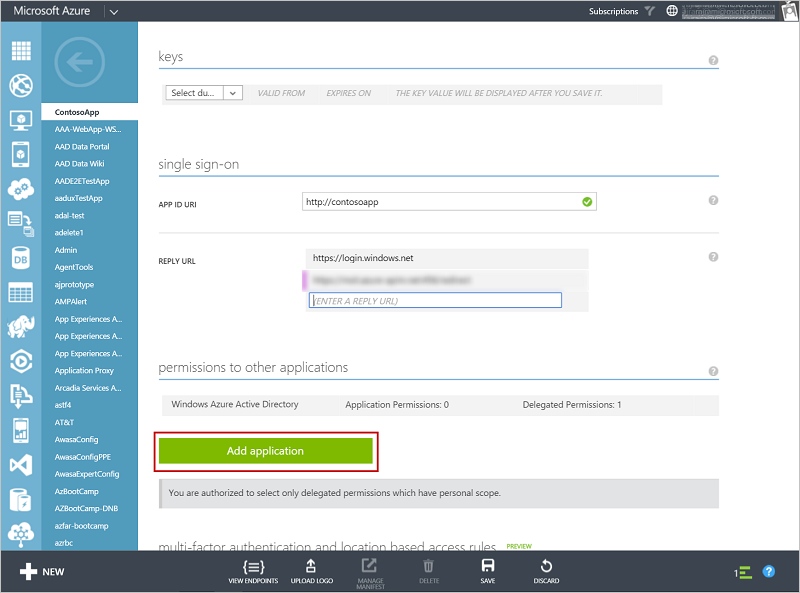 Microsoft Azure
Subscriptions
keys
Select du...
VALID FROM
EXPIRES ON
THE KEY VALUE WILL BE DISPLAYED AFTER YOU SAVE IT.
single sign-on
APP ID URI
http://contosoapp
REPLY URL
https://login.windows.net
(ENTER A REPLY URL)
permissions to other applications
Windows Azure Active Directory
Application Permissions: 0
Delegated Permissions: 1
Add application
You are authorized to select only delegated permissions which have personal scope.
multi-factor authentication and location based access rules PREVIEW
ContosoApp
AAA-WebApp-WS...
AAD Data Portal
AAD Data Wiki
AADE2ETestApp
aaduxTestApp
adal-test
adelete1
Admin
AgentTools
ajprototype
AMPAlert
App Experiences A...
App Experiences A...
App Experiences A...
Application Proxy
Arcadia Services A...
astf4
AT&T
AwasaConfig
AwasaConfigPPE
AwasaExpertConfig
AzBootCamp
AZBootCamp-DNB
azfar-bootcamp
azrbc
DB
NEW
VIEW ENDPOINTS
UPLOAD LOGO
MANAGE
MANIFEST
DELETE
SAVE
DISCARD
1